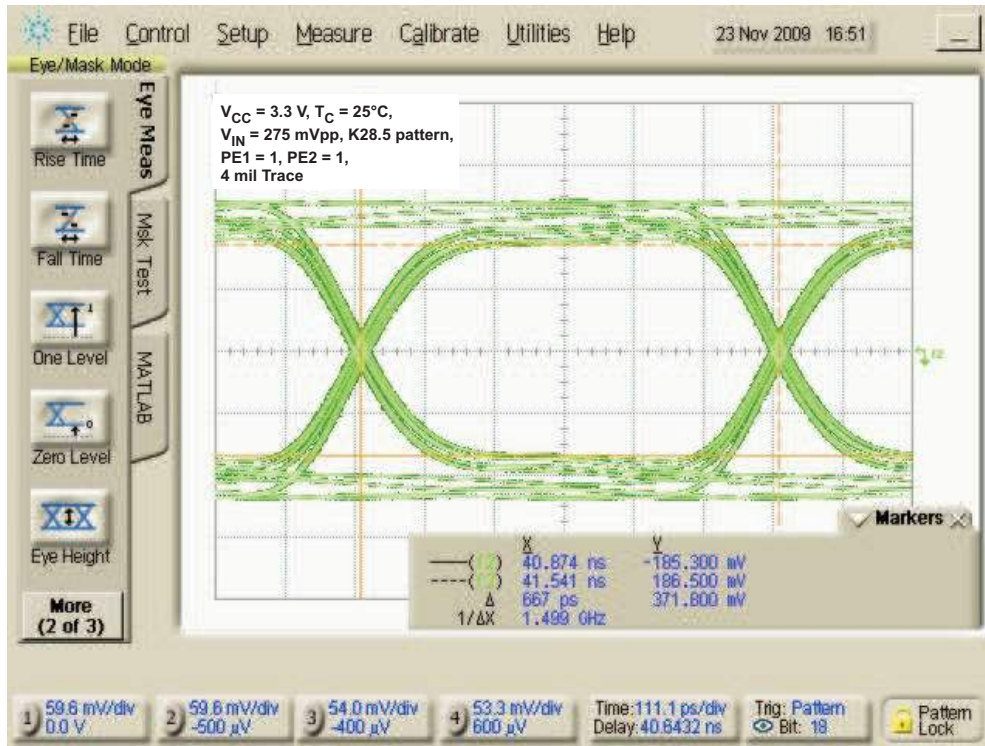 File Control Setup Measure Calibrate Utilities Help 23 Nov 2009 16:51
Eye/Mask Mode
Eye Meas
Msk Test
MATLAB
Rise Time
Fall Time
One Level
Zero Level
Eye Height
More
(2 of 3)
VCC = 3.3 V, TC = 25°C,
VIN = 275 mVpp, K28.5 pattern,
PE1 = 1, PE2 = 1,
4 mil Trace
Markers
X Y
40.874 ns -185.300 mV
41.541 ns 186.500 mV
Δ 667 ps 371.800 mV
1/ΔX 1.499 GHz
1) 59.6 mV/div
0.0 V
2) 59.6 mV/div
-500 µV
3) 54.0 mV/div
-400 µV
4) 53.3 mV/div
600 µV
Time:111.1 ps/div
Delay:40.6432 ns
Trig: Pattern
Bit: 18
Pattern
Lock